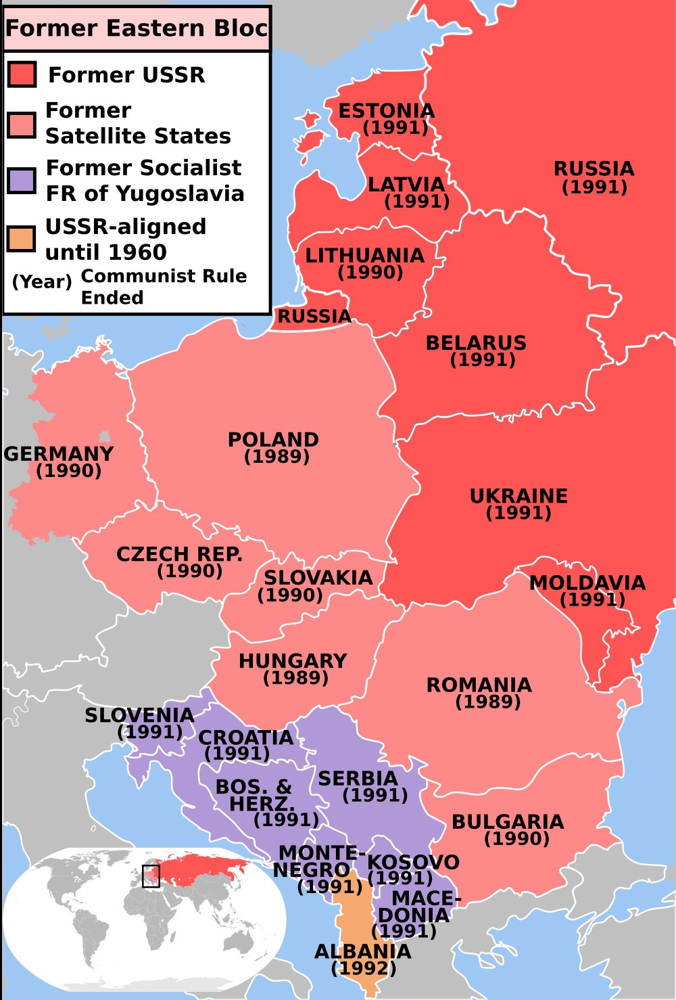 Former Eastern Bloc
Former USSR
Former
Satellite States
Former Socialist
FR of Yugoslavia
USSR-aligned
until 1960
(Year) Communist Rule
Ended
ESTONIA
(1991)
RUSSIA
(1991)
LATVIA
(1991)
LITHUANIA
(1990)
RUSSIA
BELARUS
(1991)
POLAND
(1989)
GERMANY
(1990)
UKRAINE
(1991)
CZECH REP.
(1990)
SLOVAKIA
(1990)
MOLDAVIA
(1991)
HUNGARY
(1989)
ROMANIA
(1989)
SLOVENIA
(1991)
CROATIA
(1991)
SERBIA
(1991)
BOS. &
HERZ.
(1991)
BULGARIA
(1990)
MONTE-
NEGRO
(1991)
KOSOVO
(1991)
MACE-
DONIA
(1991)
ALBANIA
(1992)